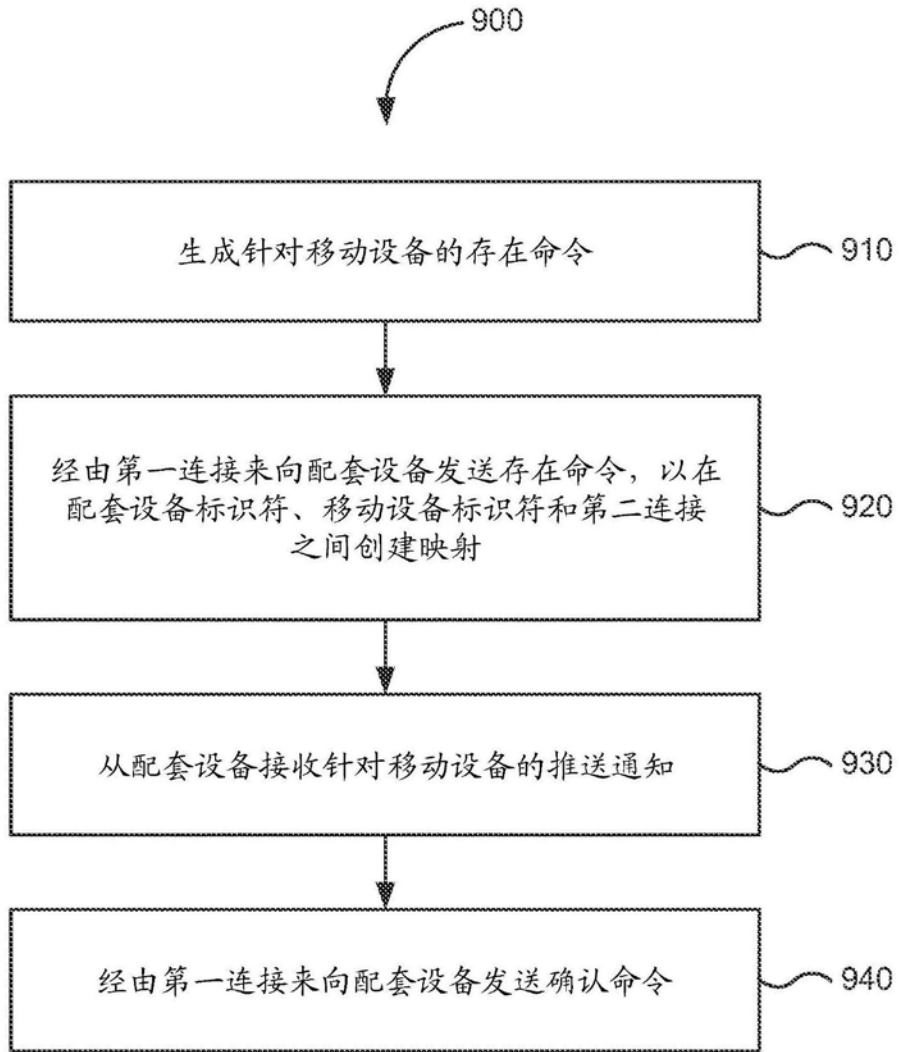 900
生成针对移动设备的存在命令
910
经由第一连接来向配套设备发送存在命令，以在
配套设备标识符、移动设备标识符和第二连接
之间创建映射
920
从配套设备接收针对移动设备的推送通知
930
经由第一连接来向配套设备发送确认命令
940